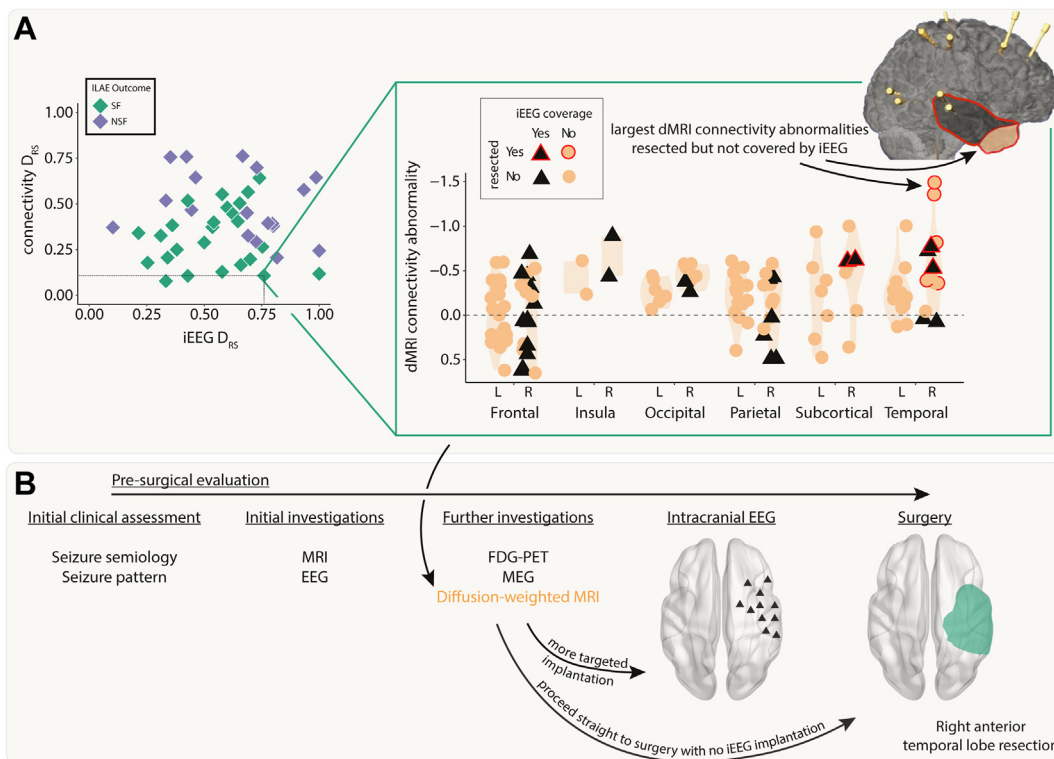 A
ILAE Outcome
SF
NSF
1.00
0.75
0.50
0.25
0.00
connectivity D_RS
0.00
0.25
0.50
0.75
1.00
iEEG D_RS
iEEG coverage
Yes No
resected
Yes
No
largest dMRI connectivity abnormalities
resected but not covered by iEEG
dMRI connectivity abnormality
−1.5
−1.0
−0.5
0.0
0.5
L R L R L R L R L R L R
Frontal Insula Occipital Parietal Subcortical Temporal
B
Pre-surgical evaluation
Initial clinical assessment
Seizure semiology
Seizure pattern
Initial investigations
MRI
EEG
Further investigations
FDG-PET
MEG
Diffusion-weighted MRI
Intracranial EEG
Surgery
more targeted
implantation
proceed straight to surgery with no iEEG implantation
Right anterior
temporal lobe resection